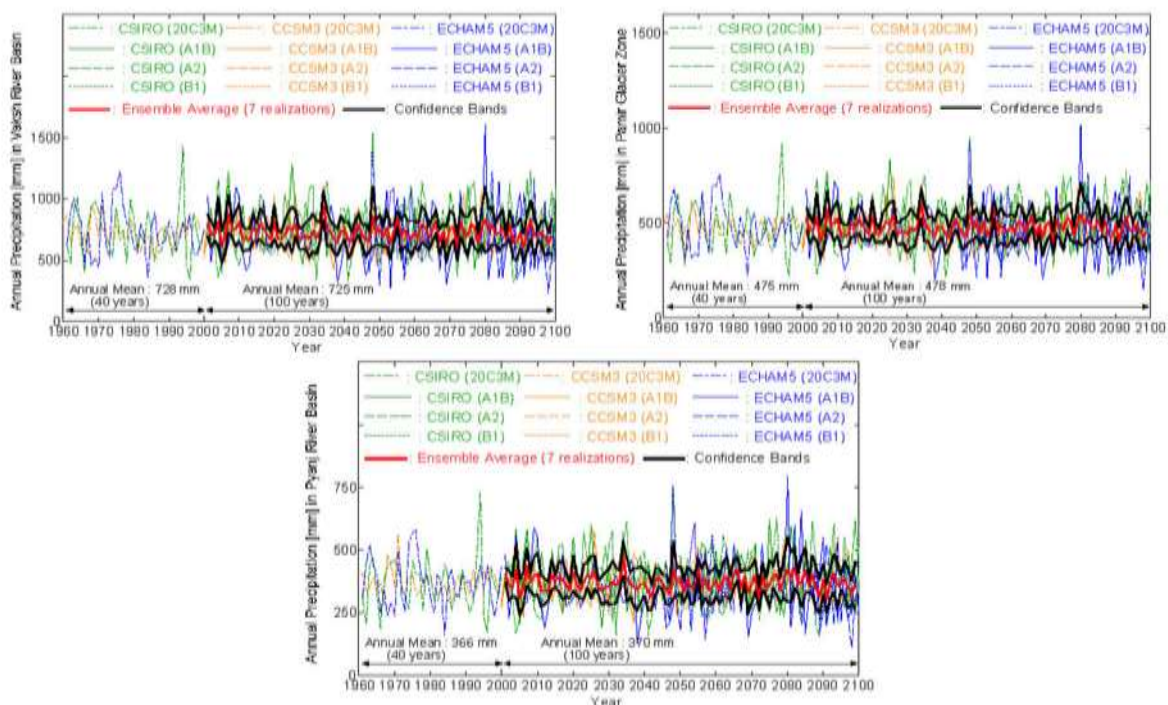 Annual Precipitation [mm] in Vaksh River Basin
: CSIRO (20C3M) : CCSM3 (20C3M) : ECHAM5 (20C3M)
: CSIRO (A1B) : CCSM3 (A1B) : ECHAM5 (A1B)
: CSIRO (A2) : CCSM3 (A2) : ECHAM5 (A2)
: CSIRO (B1) : CCSM3 (B1) : ECHAM5 (B1)
: Ensemble Average (7 realizations) : Confidence Bands
1500
1000
500
0
Annual Mean : 728 mm
(40 years)
Annual Mean : 725 mm
(100 years)
1960 1970 1980 1990 2000 2010 2020 2030 2040 2050 2060 2070 2080 2090 2100
Year
Annual Precipitation [mm] in Pamir Glacier Zone
: CSIRO (20C3M) : CCSM3 (20C3M) : ECHAM5 (20C3M)
: CSIRO (A1B) : CCSM3 (A1B) : ECHAM5 (A1B)
: CSIRO (A2) : CCSM3 (A2) : ECHAM5 (A2)
: CSIRO (B1) : CCSM3 (B1) : ECHAM5 (B1)
: Ensemble Average (7 realizations) : Confidence Bands
1500
1000
500
0
Annual Mean : 475 mm
(40 years)
Annual Mean : 478 mm
(100 years)
1960 1970 1980 1990 2000 2010 2020 2030 2040 2050 2060 2070 2080 2090 2100
Year
Annual Precipitation [mm] in Pyanj River Basin
: CSIRO (20C3M) : CCSM3 (20C3M) : ECHAM5 (20C3M)
: CSIRO (A1B) : CCSM3 (A1B) : ECHAM5 (A1B)
: CSIRO (A2) : CCSM3 (A2) : ECHAM5 (A2)
: CSIRO (B1) : CCSM3 (B1) : ECHAM5 (B1)
: Ensemble Average (7 realizations) : Confidence Bands
750
500
250
0
Annual Mean : 366 mm
(40 years)
Annual Mean : 370 mm
(100 years)
1960 1970 1980 1990 2000 2010 2020 2030 2040 2050 2060 2070 2080 2090 2100
Year